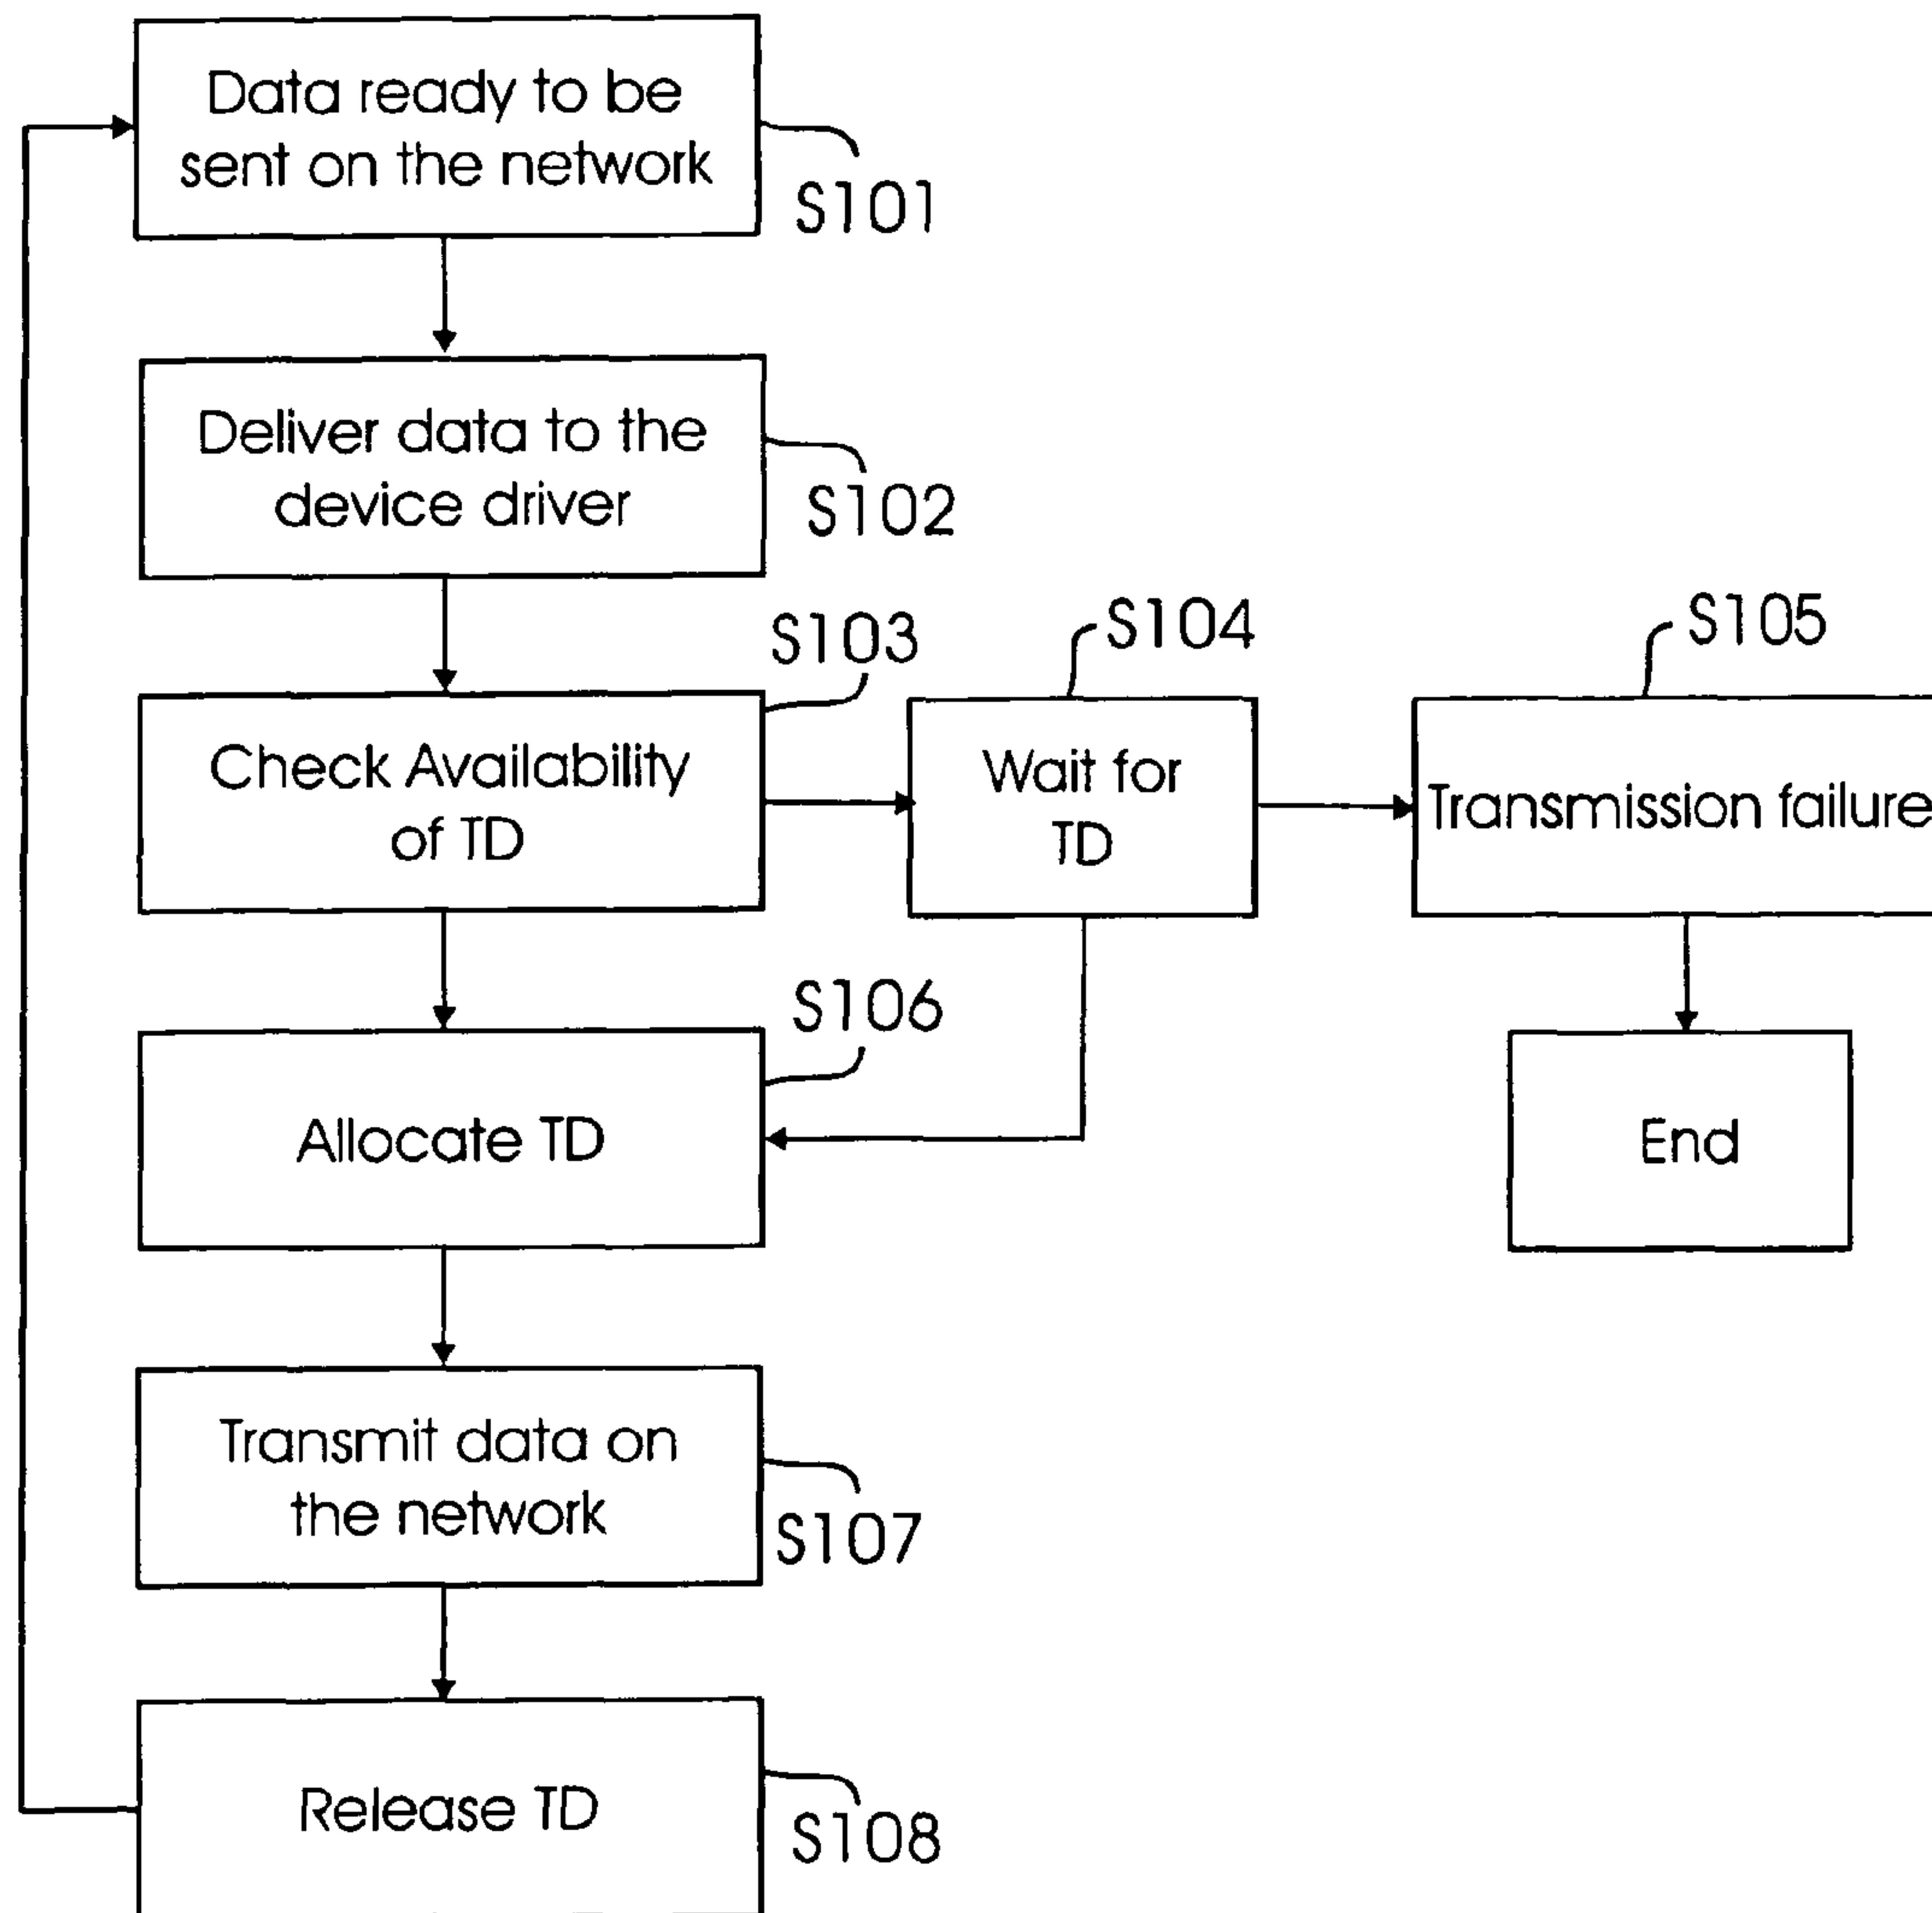 Data ready to be
sent on the network
S101
Deliver data to the
device driver
S102
S103
Check Availability
of TD
S104
Wait for
TD
S105
Transmission failure
S106
Allocate TD
End
Transmit data on
the network
S107
Release TD
S108